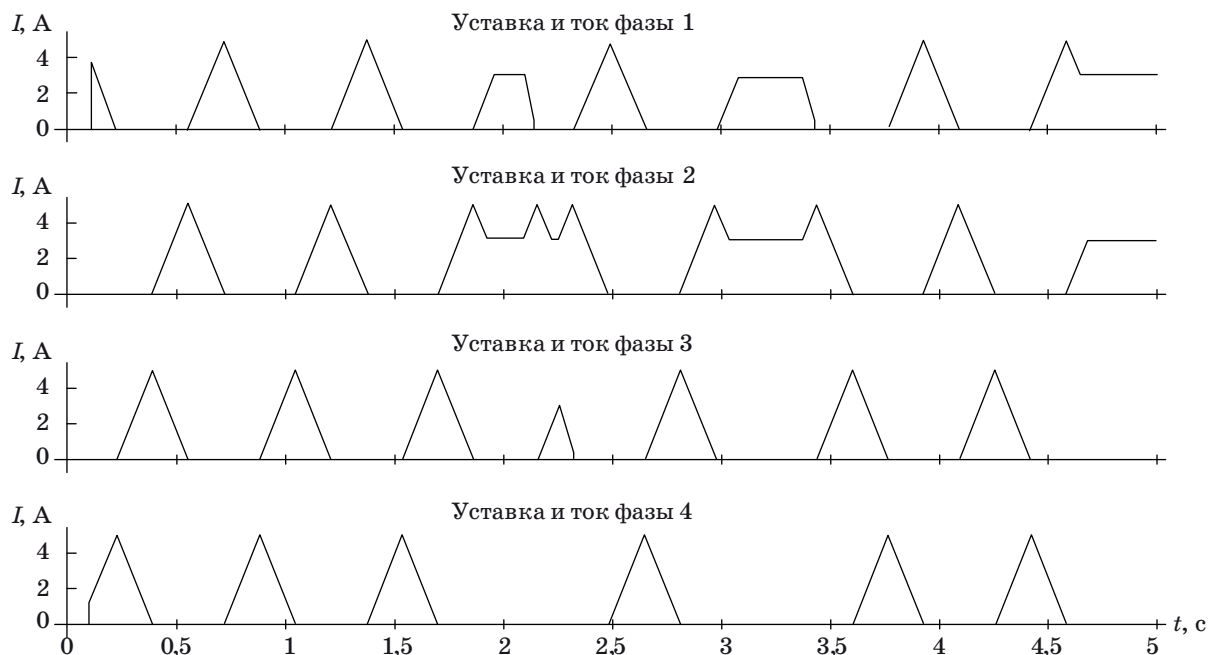 Уставка и ток фазы 1
I, А
4
2
0
Уставка и ток фазы 2
I, А
4
2
0
Уставка и ток фазы 3
I, А
4
2
0
Уставка и ток фазы 4
I, А
4
2
0
0 0,5 1 1,5 2 2,5 3 3,5 4 4,5 5 t, с